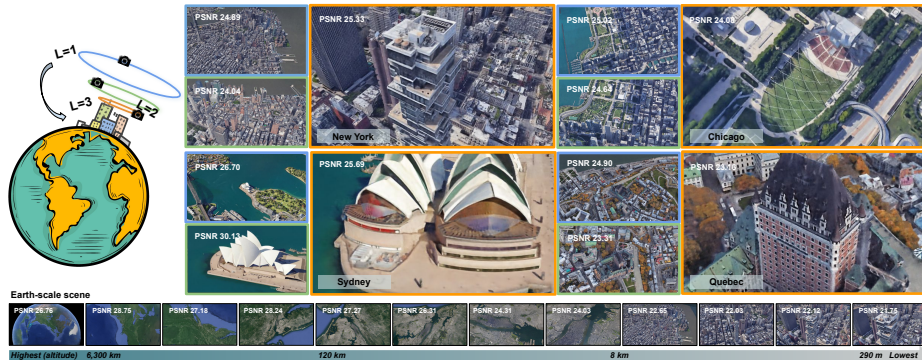 L=1
L=2
L=3
PSNR 24.69
PSNR 24.04
PSNR 25.33
New York
PSNR 25.02
PSNR 24.64
PSNR 24.08
Chicago
PSNR 26.70
PSNR 30.13
PSNR 25.69
Sydney
PSNR 24.90
PSNR 23.31
Quebec
Earth-scale scene
PSNR 26.76
PSNR 28.75
PSNR 27.18
PSNR 28.24
PSNR 27.27
PSNR 26.31
PSNR 24.31
PSNR 24.03
PSNR 22.65
PSNR 22.03
PSNR 22.12
PSNR 21.75
Highest (altitude)
6,300 km
120 km
8 km
290 m
Lowest